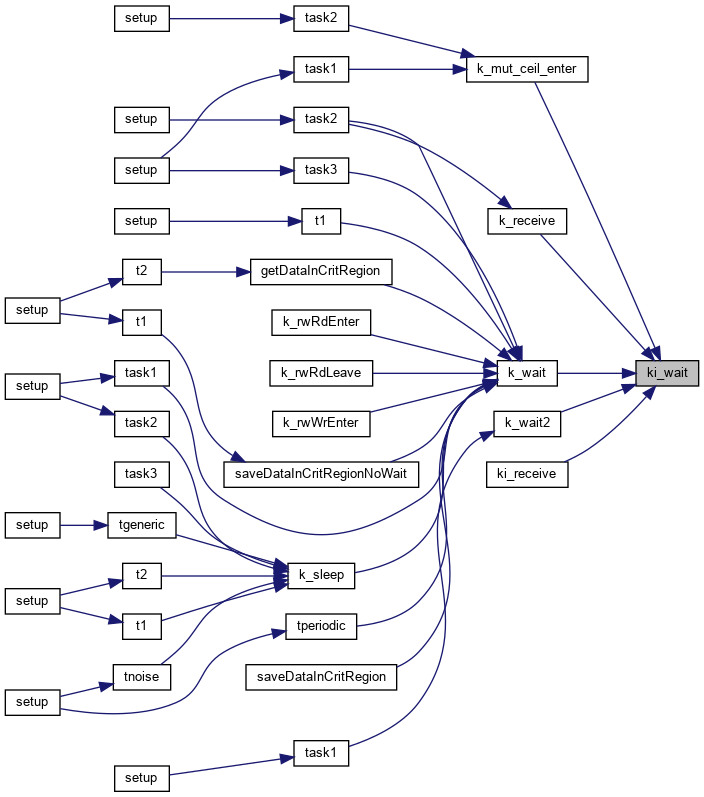 setup
task2
task1
k_mut_ceil_enter
setup
task2
setup
task3
setup
t1
k_receive
t2
getDataInCritRegion
setup
t1
k_rwRdEnter
task1
k_rwRdLeave
k_wait
ki_wait
setup
task2
k_rwWrEnter
k_wait2
task3
saveDataInCritRegionNoWait
ki_receive
setup
tgeneric
t2
k_sleep
setup
t1
tperiodic
tnoise
saveDataInCritRegion
setup
task1
setup